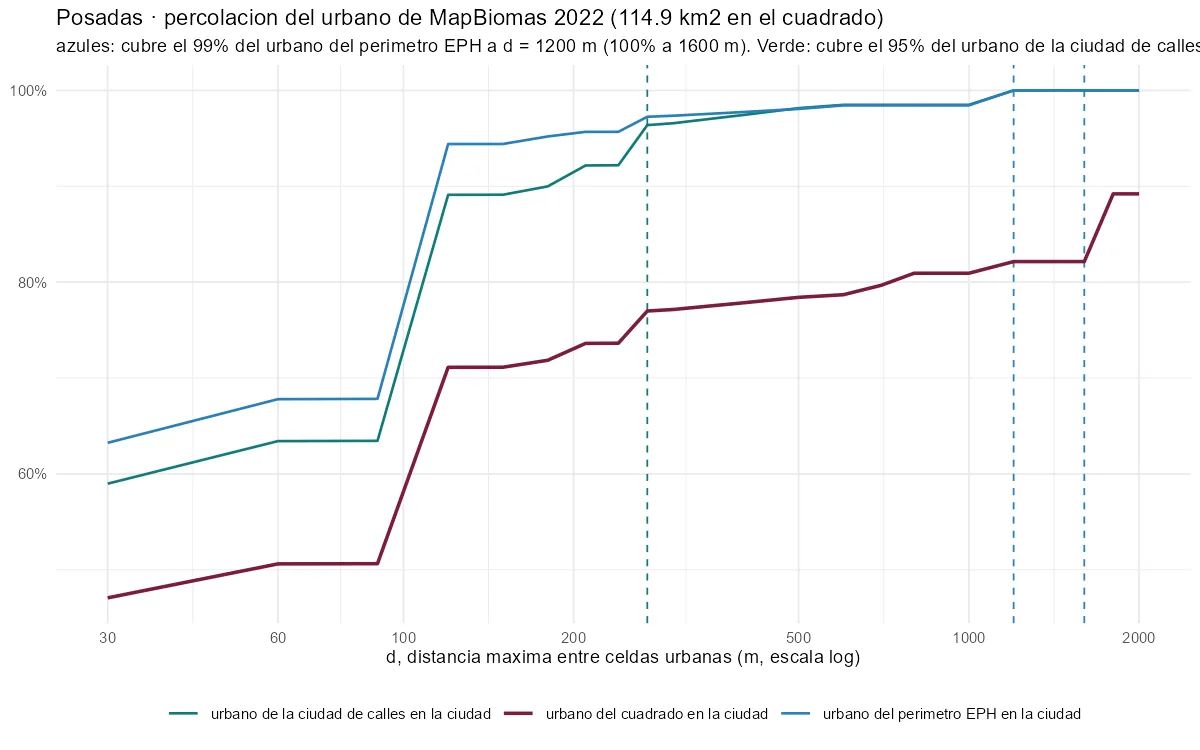 Posadas · percolacion del urbano de MapBiomas 2022 (114.9 km2 en el cuadrado)
azules: cubre el 99% del urbano del perimetro EPH a d = 1200 m (100% a 1600 m). Verde: cubre el 95% del urbano de la ciudad de calles
100%
80%
60%
30 60 100 200 500 1000 2000
d, distancia maxima entre celdas urbanas (m, escala log)
urbano de la ciudad de calles en la ciudad urbano del cuadrado en la ciudad urbano del perimetro EPH en la ciudad